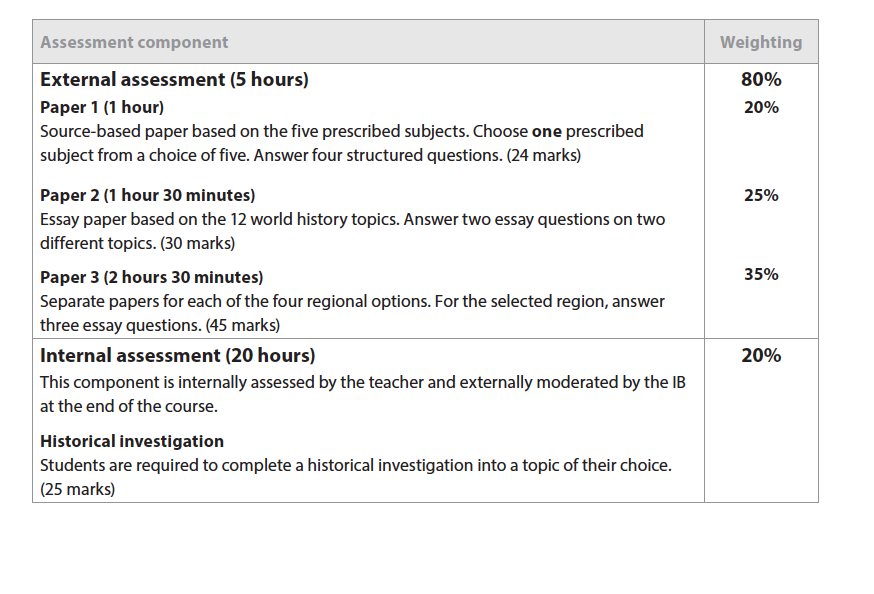 Assessment component Weighting
External assessment (5 hours) 80%
Paper 1 (1 hour) 20%
Source-based paper based on the five prescribed subjects. Choose one prescribed
subject from a choice of five. Answer four structured questions. (24 marks)
Paper 2 (1 hour 30 minutes) 25%
Essay paper based on the 12 world history topics. Answer two essay questions on two
different topics. (30 marks)
Paper 3 (2 hours 30 minutes) 35%
Separate papers for each of the four regional options. For the selected region, answer
three essay questions. (45 marks)
Internal assessment (20 hours) 20%
This component is internally assessed by the teacher and externally moderated by the IB
at the end of the course.
Historical investigation
Students are required to complete a historical investigation into a topic of their choice.
(25 marks)